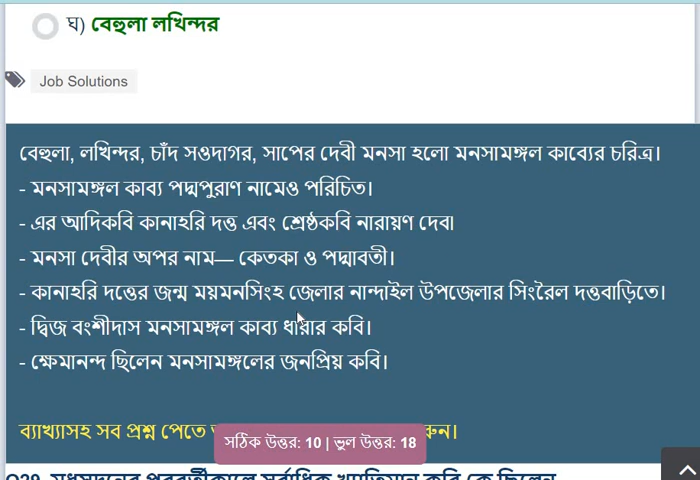 ঘ) বেহুলা লখিন্দর
Job Solutions
বেহুলা, লখিন্দর, চাঁদ সওদাগর, সাপের দেবী মনসা হলো মনসামঙ্গল কাব্যের চরিত্র।
- মনসামঙ্গল কাব্য পদ্মপুরাণ নামেও পরিচিত।
- এর আদিকবি কানাহরি দত্ত এবং শ্রেষ্ঠকবি নারায়ণ দেব৷
- মনসা দেবীর অপর নাম— কেতকা ও পদ্মাবতী।
- কানাহরি দত্তের জন্ম ময়মনসিংহ জেলার নান্দাইল উপজেলার সিংরৈল দত্তবাড়িতে।
- দ্বিজ বংশীদাস মনসামঙ্গল কাব্য ধারার কবি।
- ক্ষেমানন্দ ছিলেন মনসামঙ্গলের জনপ্রিয় কবি।
ব্যাখ্যাসহ সব প্রশ্ন পেতে
সঠিক উত্তর: 10 | ভুল উত্তর: 18